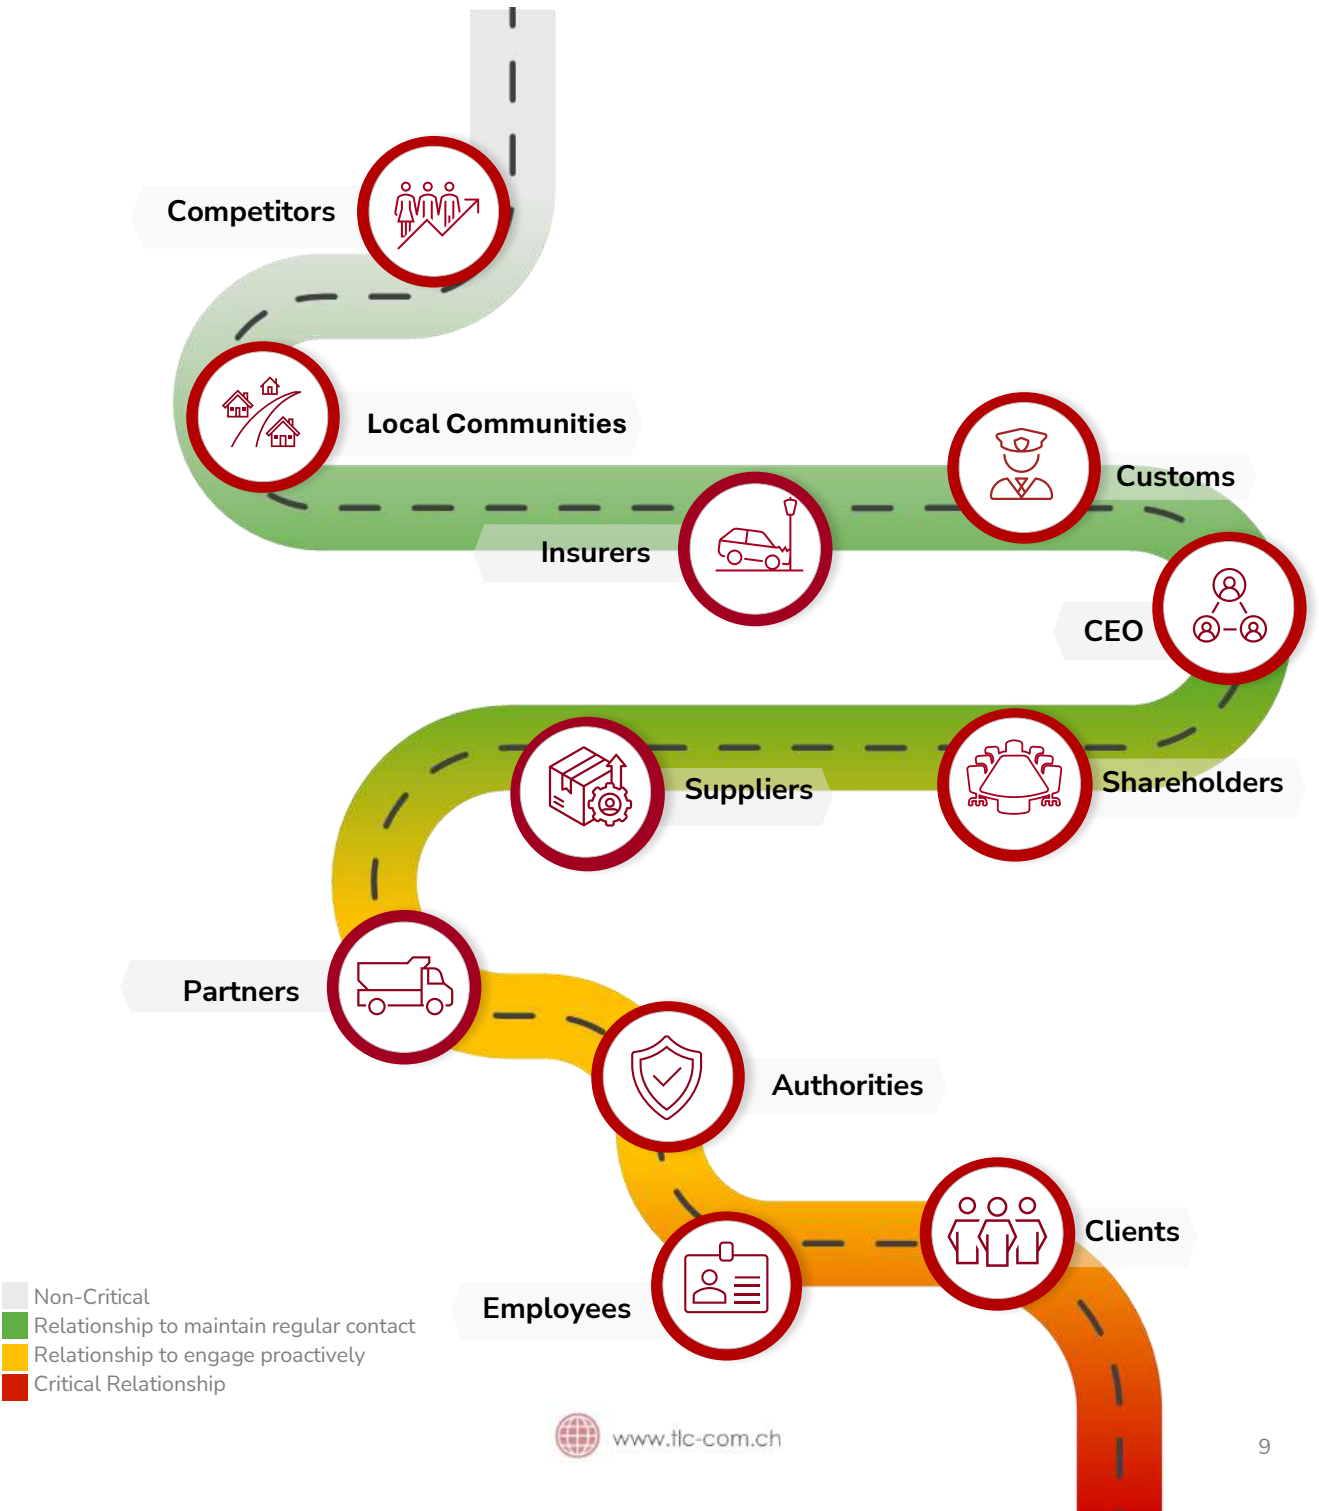 Competitors
Local Communities
Customs
Insurers
CEO
Suppliers
Shareholders
Partners
Authorities
Clients
Employees
Non-Critical
Relationship to maintain regular contact
Relationship to engage proactively
Critical Relationship
www.tlc-com.ch
9